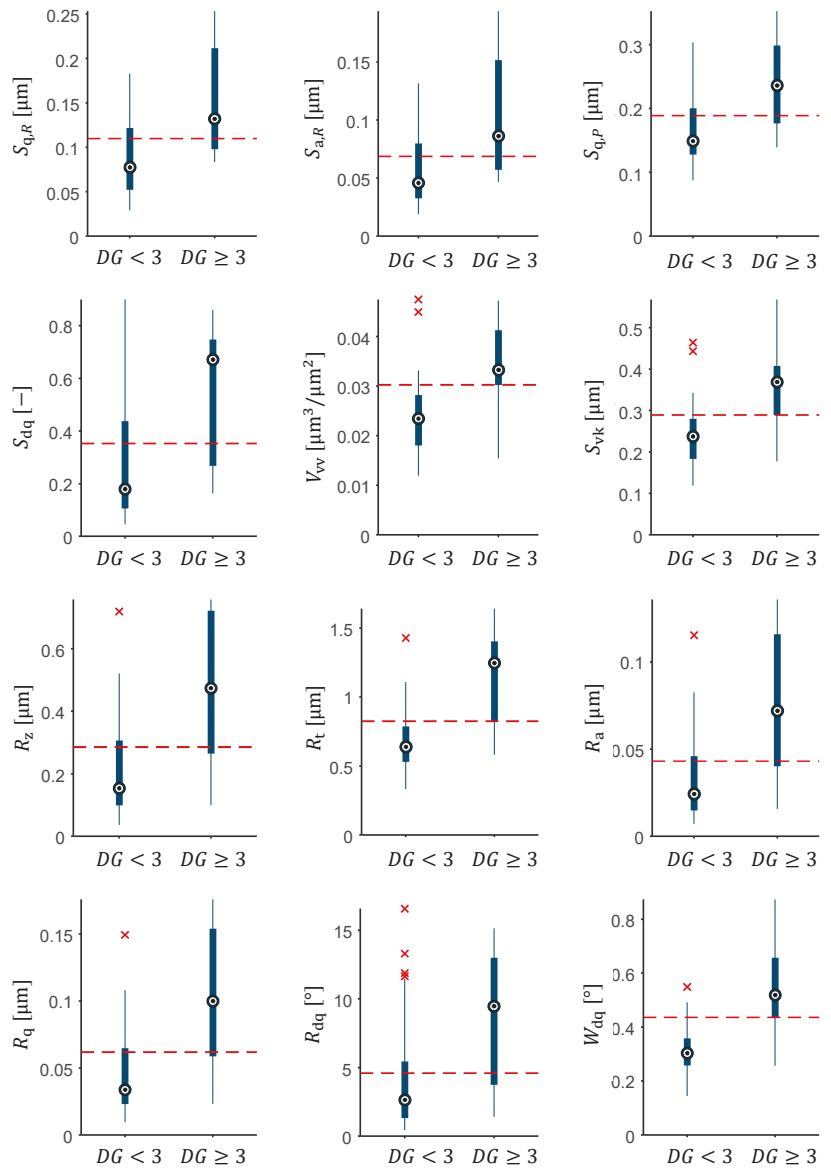 S_q,R [μm]
0.25
0.2
0.15
0.1
0.05
0
DG < 3 DG ≥ 3
S_a,R [μm]
0.15
0.1
0.05
0
DG < 3 DG ≥ 3
S_q,P [μm]
0.3
0.2
0.1
0
DG < 3 DG ≥ 3
S_dq [−]
0.8
0.6
0.4
0.2
0
DG < 3 DG ≥ 3
V_vv [μm³/μm²]
0.04
0.03
0.02
0.01
0
DG < 3 DG ≥ 3
S_vk [μm]
0.5
0.4
0.3
0.2
0.1
0
DG < 3 DG ≥ 3
R_z [μm]
0.6
0.4
0.2
0
DG < 3 DG ≥ 3
R_t [μm]
1.5
1
0.5
0
DG < 3 DG ≥ 3
R_a [μm]
0.1
0.05
0
DG < 3 DG ≥ 3
R_q [μm]
0.15
0.1
0.05
0
DG < 3 DG ≥ 3
R_dq [°]
15
10
5
0
DG < 3 DG ≥ 3
W_dq [°]
0.8
0.6
0.4
0.2
0
DG < 3 DG ≥ 3